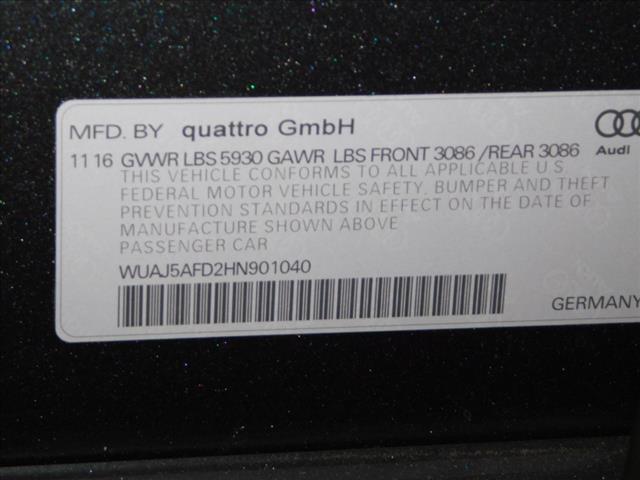 MFD. BY quattro GmbH
11 16 GVWR LBS 5930 GAWR LBS FRONT 3086 /REAR 3086
Audi
THIS VEHICLE CONFORMS TO ALL APPLICABLE U.S.
FEDERAL MOTOR VEHICLE SAFETY, BUMPER AND THEFT
PREVENTION STANDARDS IN EFFECT ON THE DATE OF
MANUFACTURE SHOWN ABOVE
PASSENGER CAR
WUAJ5AFD2HN901040
GERMANY